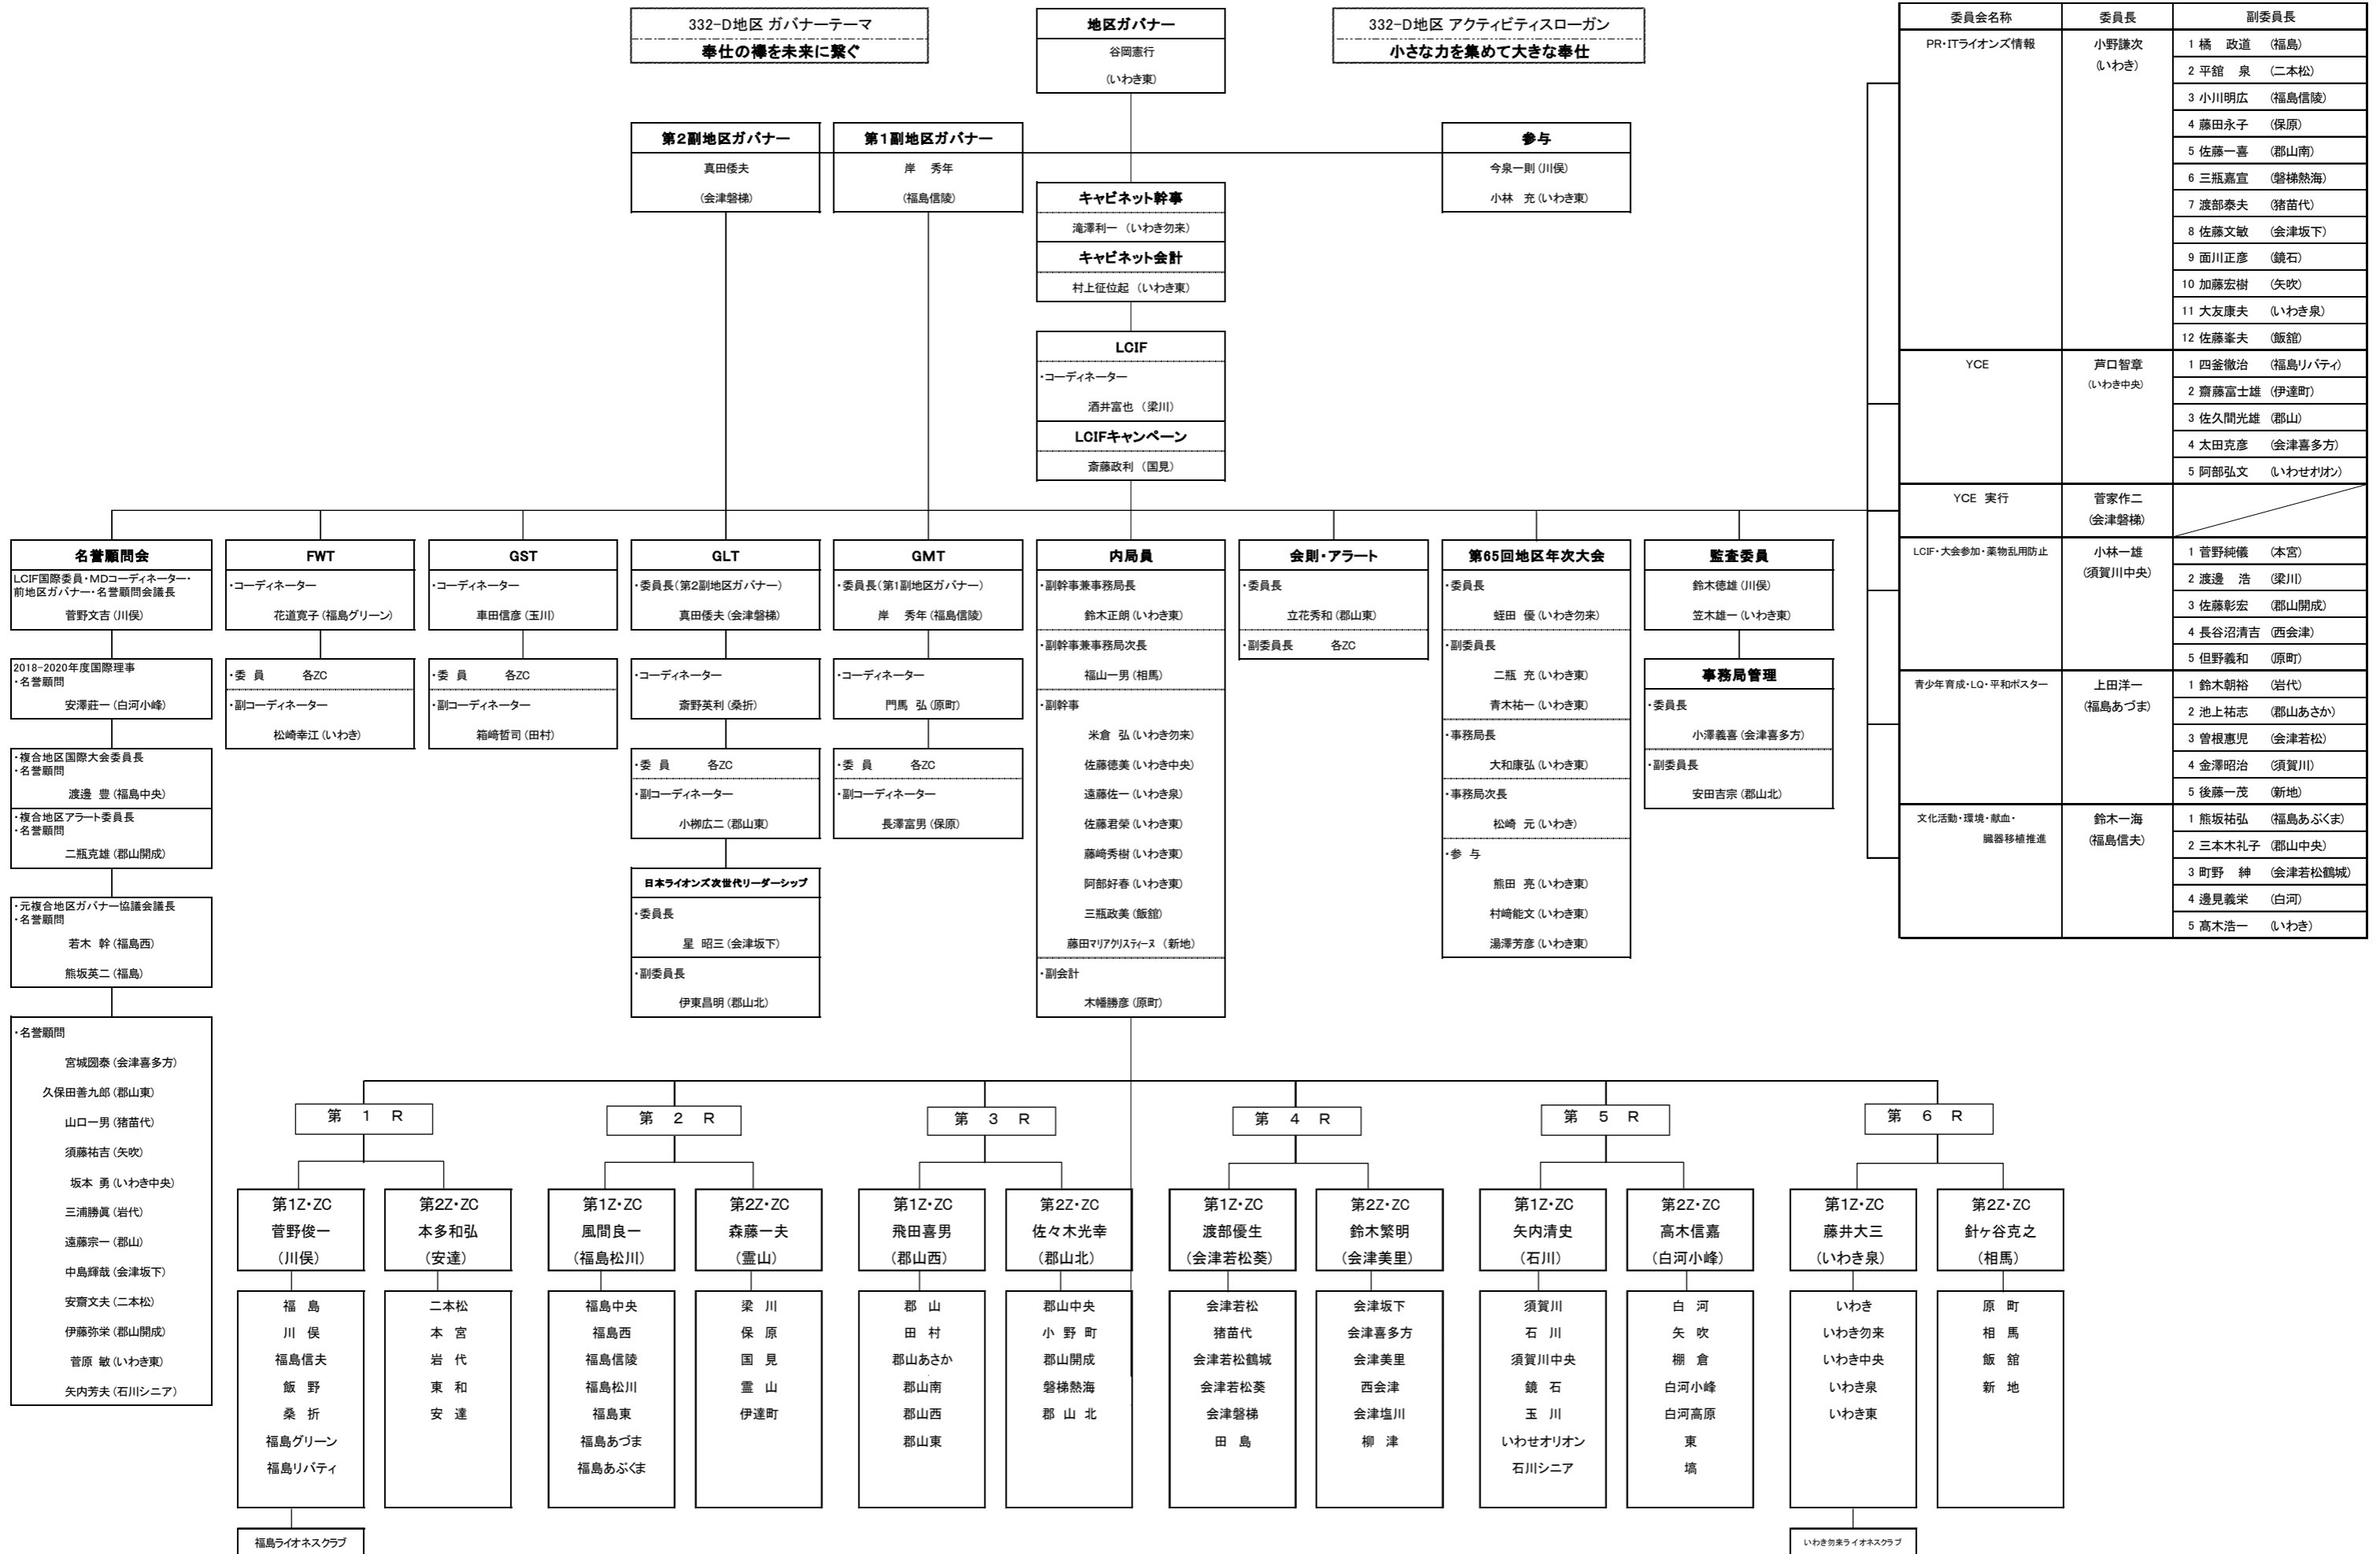 332-D地区 ガバナーテーマ
奉仕の襷を未来に繋ぐ
地区ガバナー
谷岡憲行
(いわき東)
332-D地区 アクティビティスローガン
小さな力を集めて大きな奉仕
第2副地区ガバナー
真田倭夫
(会津磐梯)
第1副地区ガバナー
岸 秀年
(福島信陵)
参与
今泉一則 (川俣)
小林 充 (いわき東)
キャビネット幹事
滝澤利一 (いわき勿来)
キャビネット会計
村上征位起 (いわき東)
LCIF
・コーディネーター
酒井富也 (梁川)
LCIFキャンペーン
斎藤政利 (国見)
名誉顧問会
LCIF国際委員・MDコーディネーター・
前地区ガバナー・名誉顧問会議長
菅野文吉 (川俣)
2018-2020年度国際理事
・名誉顧問
安澤莊一 (白河小峰)
・複合地区国際大会委員長
・名誉顧問
渡邊 豊 (福島中央)
・複合地区アラート委員長
・名誉顧問
二瓶克雄 (郡山開成)
・元複合地区ガバナー協議会議長
・名誉顧問
若木 幹 (福島西)
熊坂英二 (福島)
・名誉顧問
宮城圀泰 (会津喜多方)
久保田善九郎 (郡山東)
山口一男 (猪苗代)
須藤祐吉 (矢吹)
坂本 勇 (いわき中央)
三浦勝眞 (岩代)
遠藤宗一 (郡山)
中島輝哉 (会津坂下)
安齋文夫 (二本松)
伊藤弥栄 (郡山開成)
菅原 敏 (いわき東)
矢内芳夫 (石川シニア)
FWT
・コーディネーター
花道寛子 (福島グリーン)
・委 員 各ZC
・副コーディネーター
松崎幸江 (いわき)
GST
・コーディネーター
車田信彦 (玉川)
・委 員 各ZC
・副コーディネーター
箱﨑哲司 (田村)
GLT
・委員長(第2副地区ガバナー)
真田倭夫 (会津磐梯)
・コーディネーター
斎野英利 (桑折)
・委 員 各ZC
・副コーディネーター
小栁広二 (郡山東)
日本ライオンズ次世代リーダーシップ
・委員長
星 昭三 (会津坂下)
・副委員長
伊東昌明 (郡山北)
GMT
・委員長(第1副地区ガバナー)
岸 秀年 (福島信陵)
・コーディネーター
門馬 弘 (原町)
・委 員 各ZC
・副コーディネーター
長澤富男 (保原)
内局員
・副幹事兼事務局長
鈴木正朗 (いわき東)
・副幹事兼事務局次長
福山一男 (相馬)
・副幹事
米倉 弘 (いわき勿来)
佐藤徳美 (いわき中央)
遠藤佐一 (いわき泉)
佐藤君榮 (いわき東)
藤﨑秀樹 (いわき東)
阿部好春 (いわき東)
三瓶政美 (飯舘)
藤田マリアクリスティーヌ (新地)
・副会計
木幡勝彦 (原町)
会則・アラート
・委員長
立花秀和 (郡山東)
・副委員長 各ZC
第65回地区年次大会
・委員長
蛭田 優 (いわき勿来)
・副委員長
二瓶 充 (いわき東)
青木祐一 (いわき東)
・事務局長
大和康弘 (いわき東)
・事務局次長
松崎 元 (いわき)
・参 与
熊田 亮 (いわき東)
村﨑能文 (いわき東)
湯澤芳彦 (いわき東)
監査委員
鈴木徳雄 (川俣)
笠木雄一 (いわき東)
事務局管理
・委員長
小澤義喜 (会津喜多方)
・副委員長
安田吉宗 (郡山北)
委員会名称 委員長 副委員長
PR・ITライオンズ情報
小野謙次
(いわき)
1 橘 政道 (福島)
2 平舘 泉 (二本松)
3 小川明広 (福島信陵)
4 藤田永子 (保原)
5 佐藤一喜 (郡山南)
6 三瓶嘉宣 (磐梯熱海)
7 渡部泰夫 (猪苗代)
8 佐藤文敏 (会津坂下)
9 面川正彦 (鏡石)
10 加藤宏樹 (矢吹)
11 大友康夫 (いわき泉)
12 佐藤峯夫 (飯舘)
YCE
芦口智章
(いわき中央)
1 四釜徹治 (福島リバティ)
2 齋藤富士雄 (伊達町)
3 佐久間光雄 (郡山)
4 太田克彦 (会津喜多方)
5 阿部弘文 (いわせオリオン)
YCE 実行
菅家作二
(会津磐梯)
LCIF・大会参加・薬物乱用防止
小林一雄
(須賀川中央)
1 菅野純儀 (本宮)
2 渡邊 浩 (梁川)
3 佐藤彰宏 (郡山開成)
4 長谷沼清吉 (西会津)
5 但野義和 (原町)
青少年育成・LQ・平和ポスター
上田洋一
(福島あづま)
1 鈴木朝裕 (岩代)
2 池上祐志 (郡山あさか)
3 曽根惠児 (会津若松)
4 金澤昭治 (須賀川)
5 後藤一茂 (新地)
文化活動・環境・献血・
臓器移植推進
鈴木一海
(福島信夫)
1 熊坂祐弘 (福島あぶくま)
2 三本木礼子 (郡山中央)
3 町野 紳 (会津若松鶴城)
4 邊見義栄 (白河)
5 髙木浩一 (いわき)
第 1 R
第1Z・ZC
菅野俊一
(川俣)
福 島
川 俣
福島信夫
飯 野
桑 折
福島グリーン
福島リバティ
福島ライオネスクラブ
第2Z・ZC
本多和弘
(安達)
二本松
本 宮
岩 代
東 和
安 達
第 2 R
第1Z・ZC
風間良一
(福島松川)
福島中央
福島西
福島信陵
福島松川
福島東
福島あづま
福島あぶくま
第2Z・ZC
森藤一夫
(霊山)
梁 川
保 原
国 見
霊 山
伊達町
第 3 R
第1Z・ZC
飛田喜男
(郡山西)
郡 山
田 村
郡山あさか
郡山南
郡山西
郡山東
第2Z・ZC
佐々木光幸
(郡山北)
郡山中央
小 野 町
郡山開成
磐梯熱海
郡 山 北
第 4 R
第1Z・ZC
渡部優生
(会津若松葵)
会津若松
猪苗代
会津若松鶴城
会津若松葵
会津磐梯
田 島
第2Z・ZC
鈴木繁明
(会津美里)
会津坂下
会津喜多方
会津美里
西会津
会津塩川
柳 津
第 5 R
第1Z・ZC
矢内清史
(石川)
須賀川
石 川
須賀川中央
鏡 石
玉 川
いわせオリオン
石川シニア
第2Z・ZC
高木信嘉
(白河小峰)
白 河
矢 吹
棚 倉
白河小峰
白河高原
東
塙
第 6 R
第1Z・ZC
藤井大三
(いわき泉)
いわき
いわき勿来
いわき中央
いわき泉
いわき東
いわき勿来ライオネスクラブ
第2Z・ZC
針ヶ谷克之
(相馬)
原 町
相 馬
飯 舘
新 地